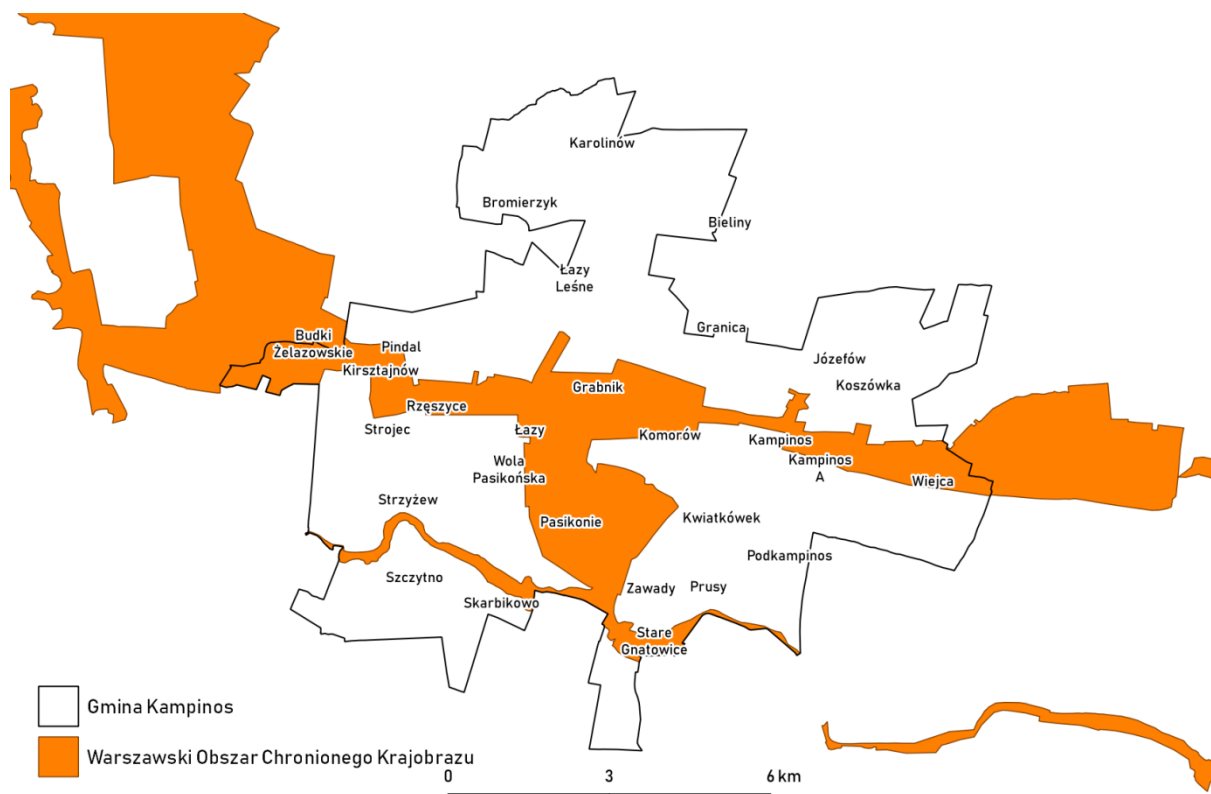 Karolinów
Bromierzyk
Bieliny
Łazy
Leśne
Granica
Budki
Żelazowskie
Pindal
Józefów
Kirsztajnów
Koszówka
Grabnik
Rzęszyce
Strojec
Łazy
Komorów
Kampinos
Kampinos
A
Wola
Pasikońska
Wiejca
Strzyżew
Pasikonie
Kwiatkówek
Podkampinos
Szczytno
Zawady
Prusy
Skarbikowo
Stare
Gnatowice
Gmina Kampinos
Warszawski Obszar Chronionego Krajobrazu
0 3 6 km